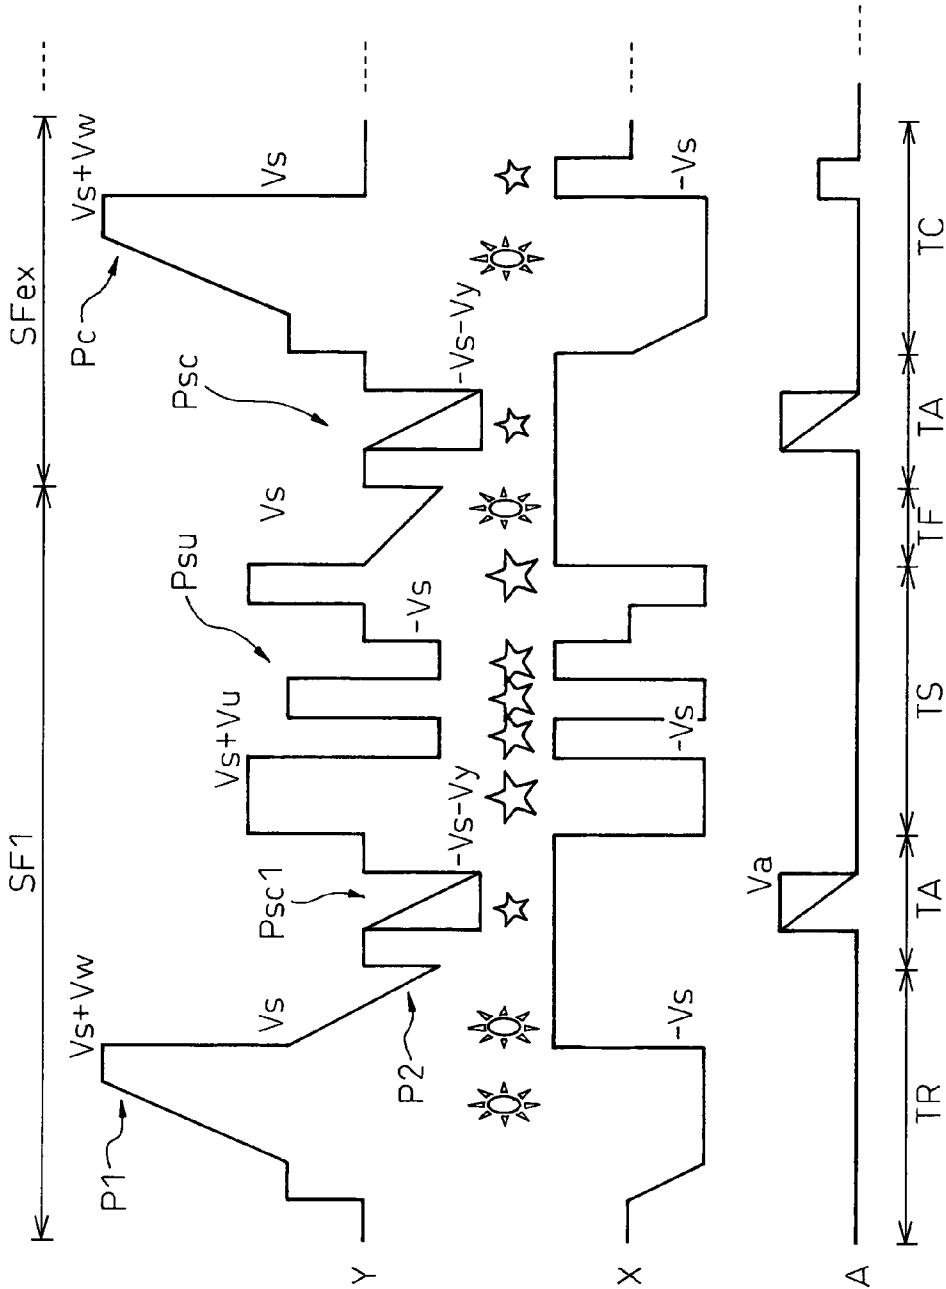 SF1 SFex
Vs+Vw Pc Vs+Vw
P1
Psu Psc
Vs+Vu
Vs Psc1 Vs Vs
Y
P2 -Vs
-Vs-Vy -Vs-Vy
X
-Vs -Vs -Vs
Va
A
TR TA TS TF TA TC